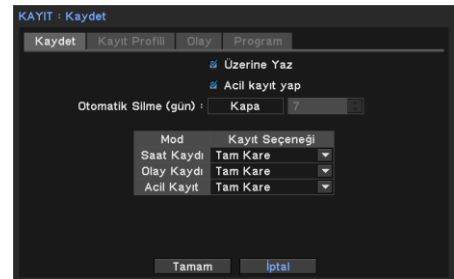 KAYIT : Kaydet
Kaydet Kayıt Profili Olay Program
Üzerine Yaz
Acil kayıt yap
Otomatik Silme (gün) : Kapa 7
Mod Kayıt Seçeneği
Saat Kaydı Tam Kare
Olay Kaydı Tam Kare
Acil Kayıt Tam Kare
Tamam İptal